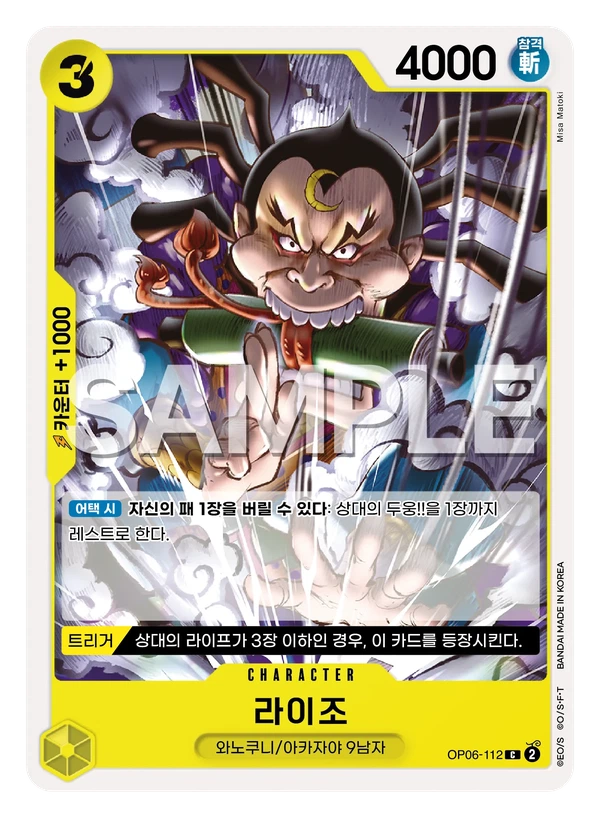 3
4000
참격
斬
Misa Matoki
카운터 +1000
SAMPLE
어택 시 자신의 패 1장을 버릴 수 있다: 상대의 두웅!!을 1장까지
레스트로 한다.
트리거 상대의 라이프가 3장 이하인 경우, 이 카드를 등장시킨다.
CHARACTER
라이조
와노쿠니/아카자야 9남자
OP06-112 C 2
©EO/S ©O/S·F·T BANDAI MADE IN KOREA